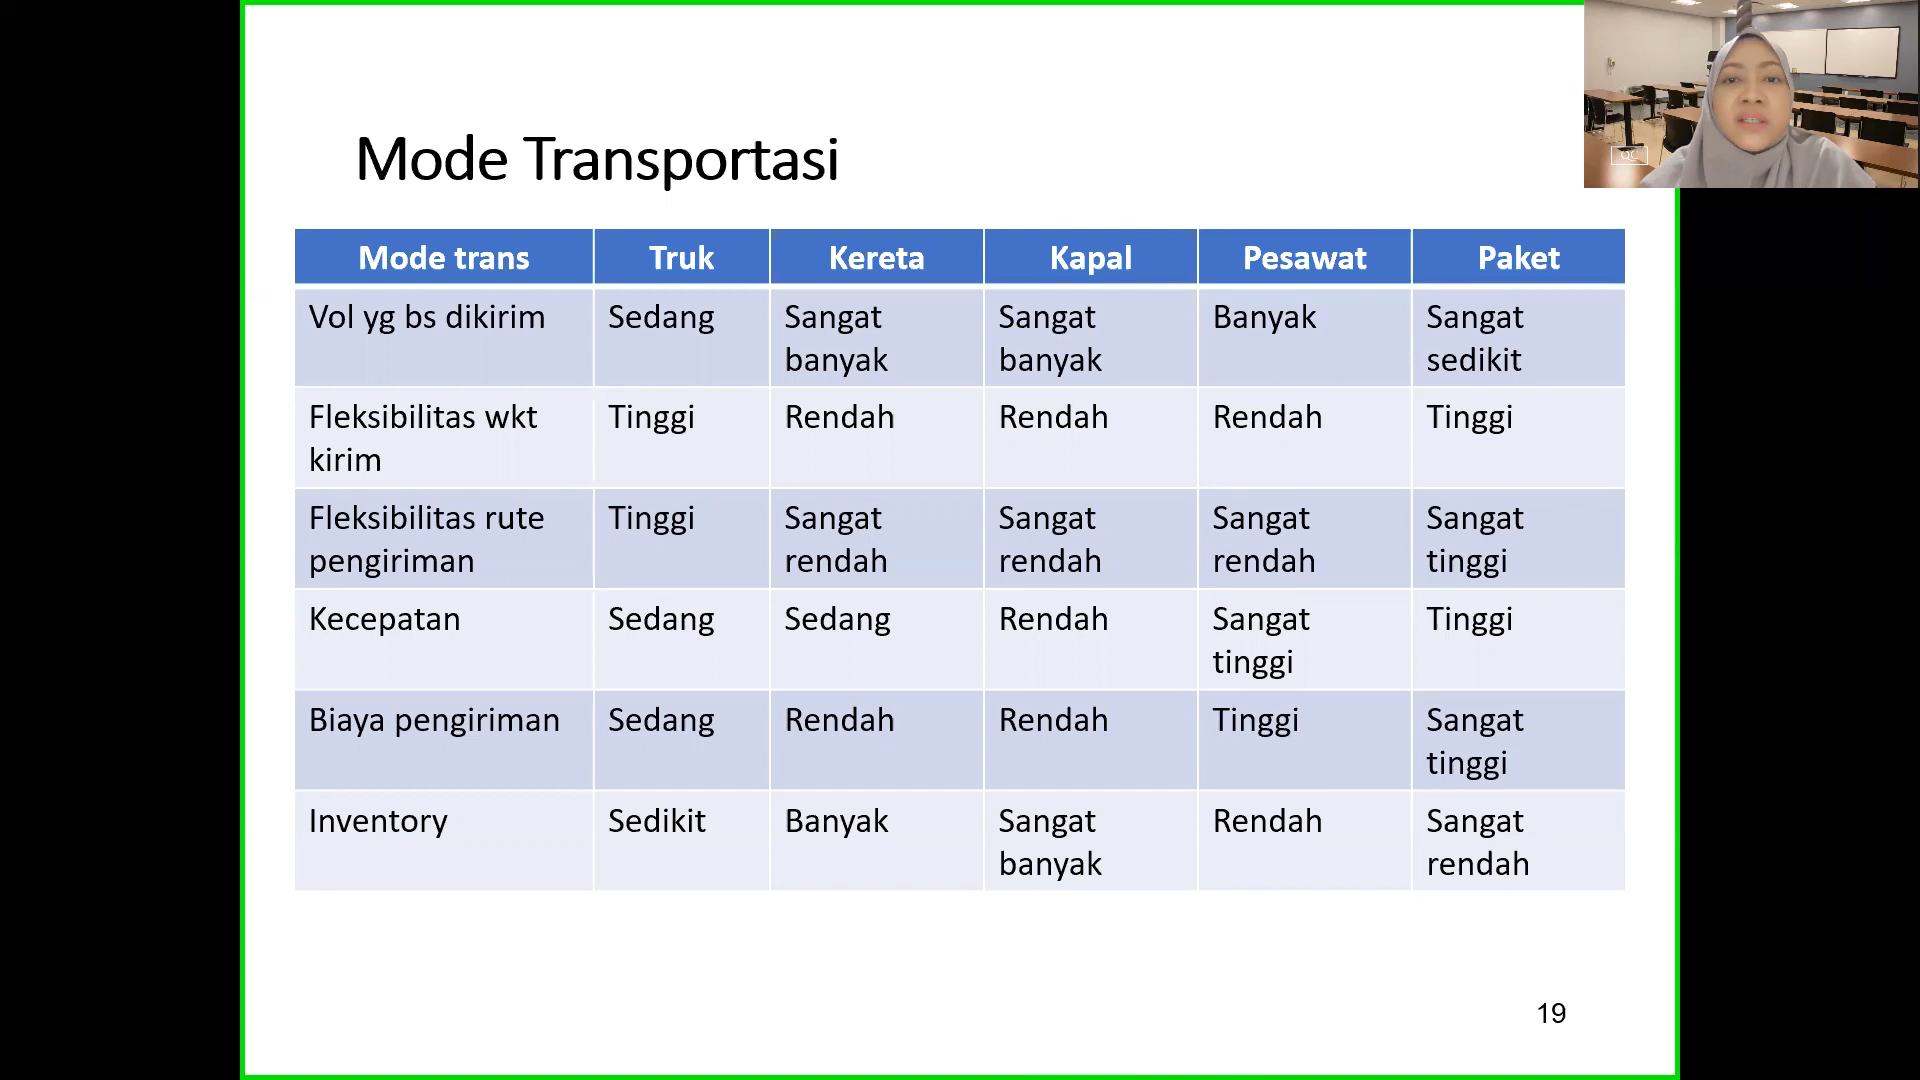 Mode Transportasi
Mode trans Truk Kereta Kapal Pesawat Paket
Vol yg bs dikirim Sedang Sangat banyak Sangat banyak Banyak Sangat sedikit
Fleksibilitas wkt kirim Tinggi Rendah Rendah Rendah Tinggi
Fleksibilitas rute pengiriman Tinggi Sangat rendah Sangat rendah Sangat rendah Sangat tinggi
Kecepatan Sedang Sedang Rendah Sangat tinggi Tinggi
Biaya pengiriman Sedang Rendah Rendah Tinggi Sangat tinggi
Inventory Sedikit Banyak Sangat banyak Rendah Sangat rendah
19